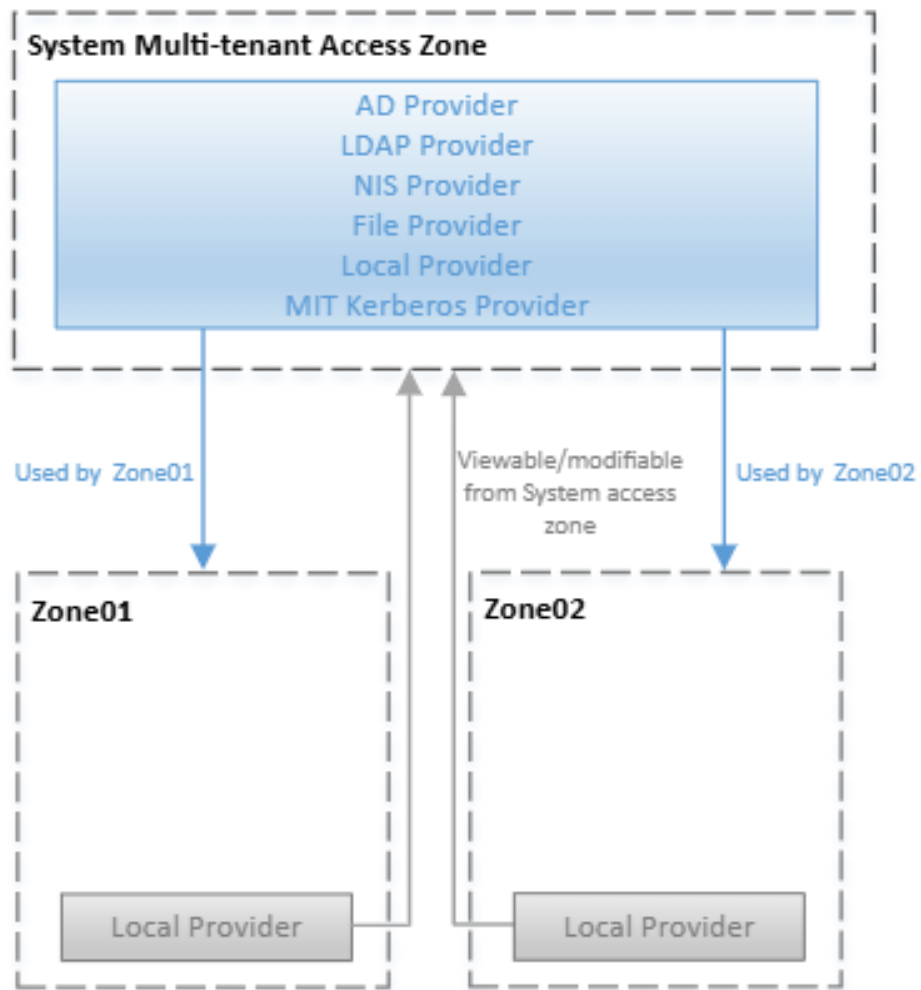 System Multi-tenant Access Zone
AD Provider
LDAP Provider
NIS Provider
File Provider
Local Provider
MIT Kerberos Provider
Used by Zone01
Viewable/modifiable
from System access
zone
Used by Zone02
Zone01
Zone02
Local Provider
Local Provider